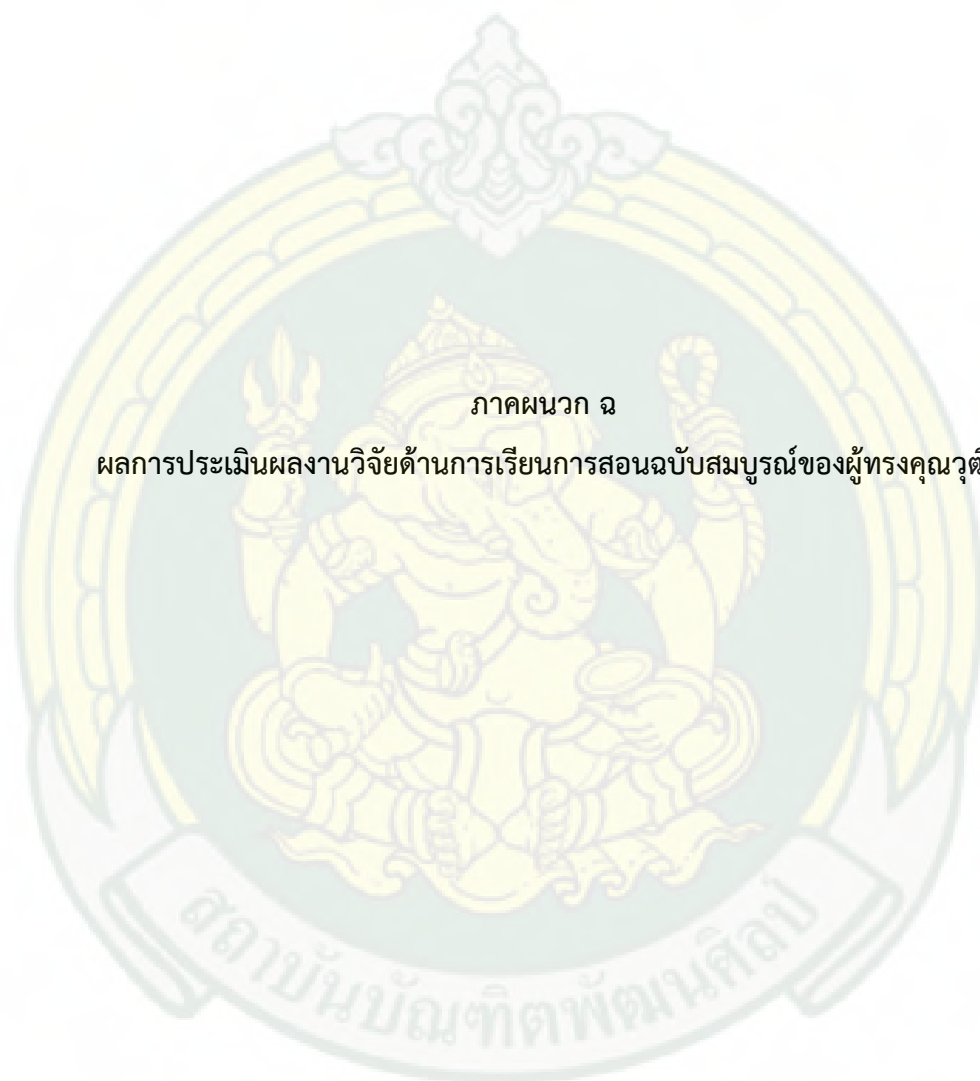 ภาคผนวก ฉ
ผลการประเมินผลงานวิจัยด้านการเรียนการสอนฉบับสมบูรณ์ของผู้ทรงคุณวุฒิ
สถาบันบัณฑิตพัฒนศิลป์